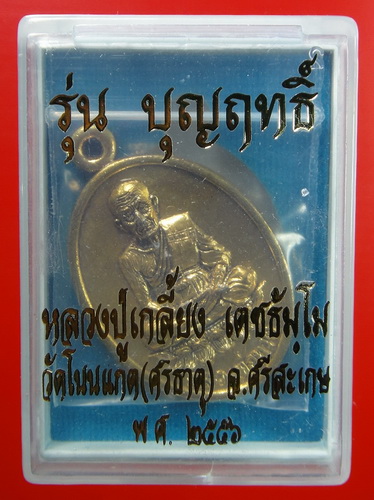 รุ่น บุญฤทธิ์
หลวงปู่เกลี้ยง เตชธัมโม
วัดโนนแกด(ศรีธาตุ) จ.ศรีสะเกษ
พ.ศ. ๒๕๕๖